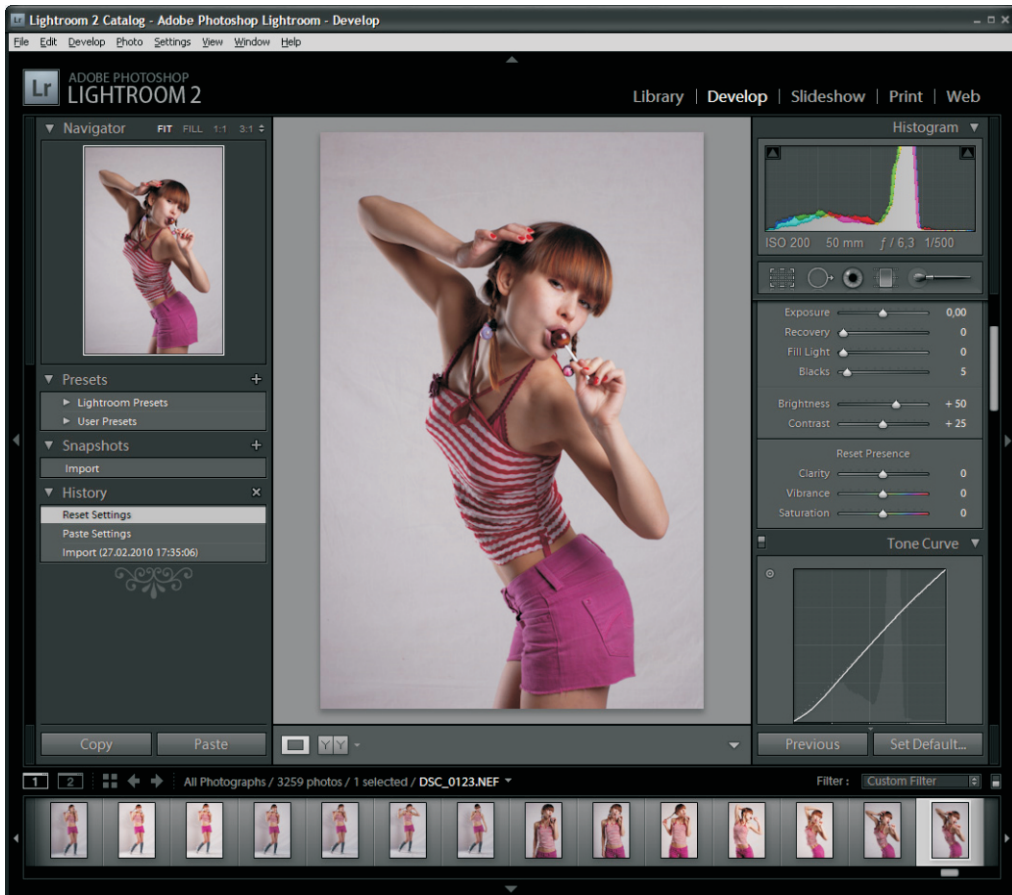 Lightroom 2 Catalog - Adobe Photoshop Lightroom - Develop
File Edit Develop Photo Settings View Window Help
Lr ADOBE PHOTOSHOP
LIGHTROOM 2
Library | Develop | Slideshow | Print | Web
Navigator FIT FILL 1:1 3:1
Presets
Lightroom Presets
User Presets
Snapshots
Import
History
Reset Settings
Paste Settings
Import (27.02.2010 17:35:06)
Copy Paste
Histogram
ISO 200 50 mm ƒ / 6,3 1/500
Exposure 0,00
Recovery 0
Fill Light 0
Blacks 5
Brightness + 50
Contrast + 25
Reset Presence
Clarity 0
Vibrance 0
Saturation 0
Tone Curve
Previous Set Default...
Y Y
1 2 All Photographs / 3259 photos / 1 selected / DSC_0123.NEF Filter : Custom Filter